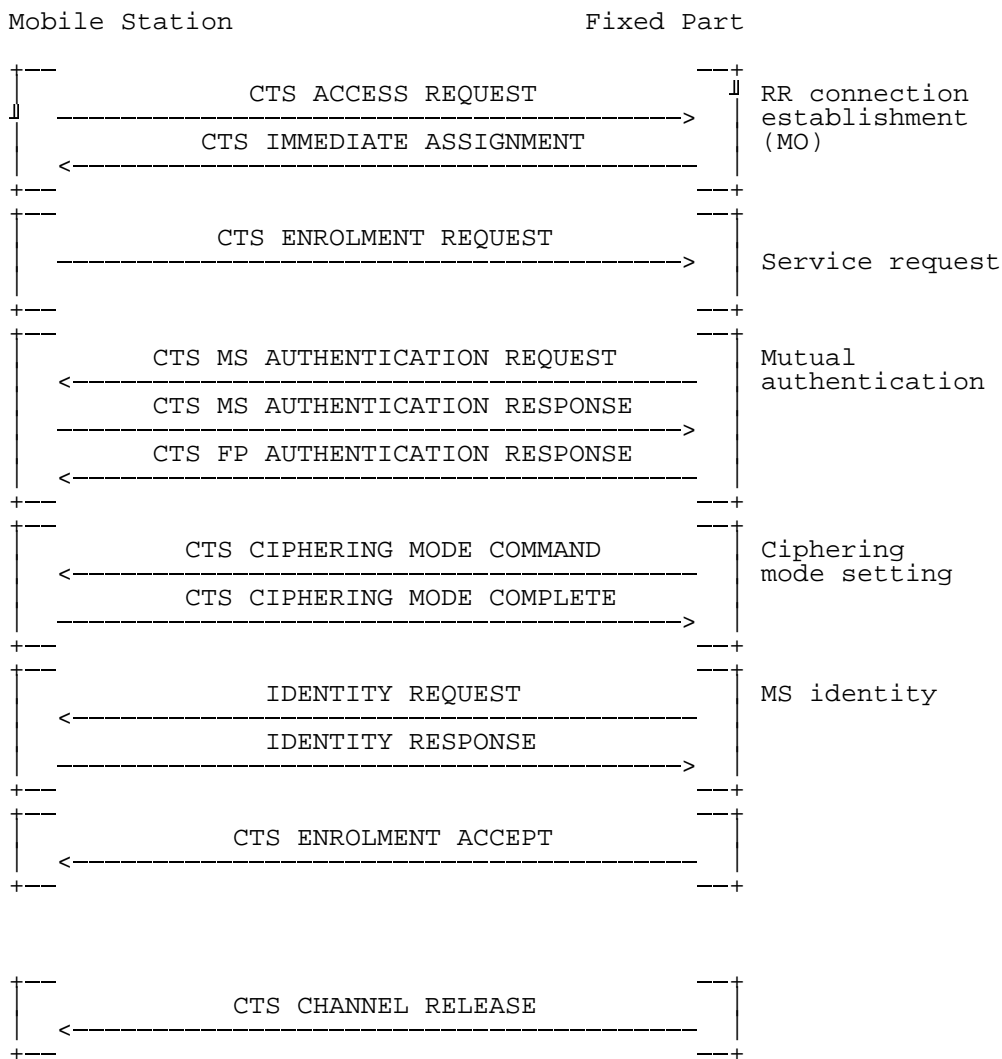 Mobile Station Fixed Part
CTS ACCESS REQUEST
RR connection
establishment
CTS IMMEDIATE ASSIGNMENT
(MO)
CTS ENROLMENT REQUEST
Service request
CTS MS AUTHENTICATION REQUEST
Mutual
authentication
CTS MS AUTHENTICATION RESPONSE
CTS FP AUTHENTICATION RESPONSE
CTS CIPHERING MODE COMMAND
Ciphering
mode setting
CTS CIPHERING MODE COMPLETE
IDENTITY REQUEST
MS identity
IDENTITY RESPONSE
CTS ENROLMENT ACCEPT
CTS CHANNEL RELEASE